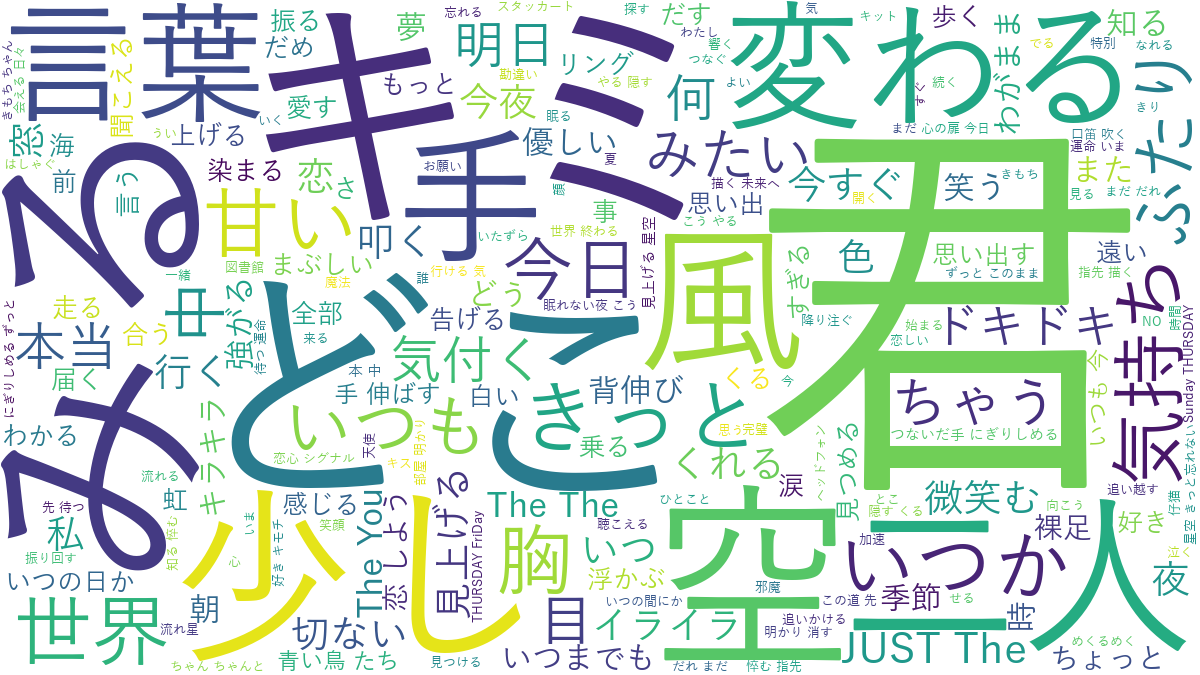 言葉
キミ
君
変わる
みる
どこ
風
空
二人
少し
手
世界
きっと
いつも
いつか
気持ち
ふたり
甘い
本当
今日
胸
気付く
みたい
明日
何
中
目
今夜
今すぐ
ドキドキ
ちゃう
微笑む
くれる
イライラ
いつまでも
切ない
JUST The
The The
The You
見上げる
恋 しよう
いつ
季節
ちょっと
裸足
好き
夜
時
涙
見つめる
思い出
思い出す
笑う
色
遠い
また
わがまま
知る
歩く
だす
リング
もっと
夢
振る
だめ
愛す
聞こえる
窓
海
前
上げる
染まる
恋
さ
言う
叩く
優しい
事
まぶしい
どう
告げる
全部
強がる
走る
合う
行く
届く
わかる
キラキラ
虹
私
感じる
朝
いつの日か
青い鳥 たち
手 伸ばす
白い
背伸び
乗る
くる
すぎる
浮かぶ
いつも 今
忘れる
スタッカート
探す
わたし
響く
つなぐ
気
キット
でる
特別
なれる
勘違い
やる 隠す
よい
すぐ
続く
きり
きもち ちゃん
会える 日々
うい
いく
はしゃぐ
眠る
お願い
夏
顔
描く 未来へ
まだ 心の扉 今日
口笛 吹く
運命 いま
きもち
見る
まだ だれ
開く
こう やる
世界 終わる
見上げる 星空
いたずら
一緒
図書館
魔法
行ける 気
誰
眠れない夜 こう
ずっと このまま
指先 描く
降り注ぐ
始まる
恋しい
NO
時間
Sunday THURSDAY
待つ 運命
来る
本 中
今
にぎりしめる ずっと
つないだ手 にぎりしめる
思う完璧
ヘッドフォン
天使
キス
部屋 明かり
恋心 シグナル
流れる
先 待つ
振り回す
知る 悴む
いま
笑顔
心
好き キモチ
流れ星
ちゃん ちゃんと
見つける
THURSDAY FriDay
ひとこと
聴こえる
いつの間にか
邪魔
だれ まだ
悴む 指先
追いかける
明かり 消す
この道 先
せる
加速
とこ
隠す くる
向こう
追い越す
仔猫
泣く
星空 きっと忘れない
めくるめく